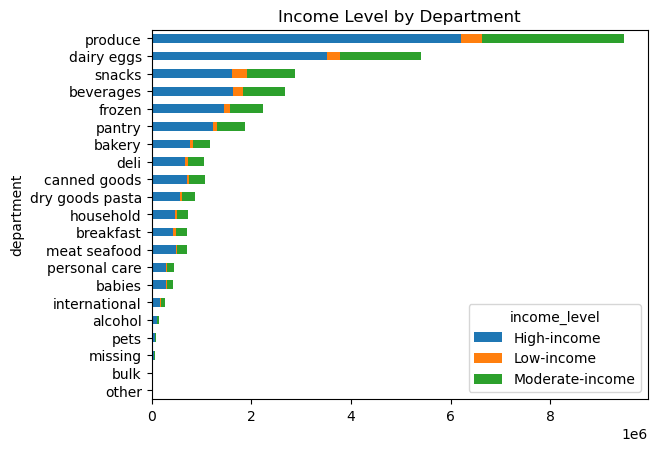 Income Level by Department
department
produce
dairy eggs
snacks
beverages
frozen
pantry
bakery
deli
canned goods
dry goods pasta
household
breakfast
meat seafood
personal care
babies
international
alcohol
pets
missing
bulk
other
income_level
High-income
Low-income
Moderate-income
0 2 4 6 8
1e6